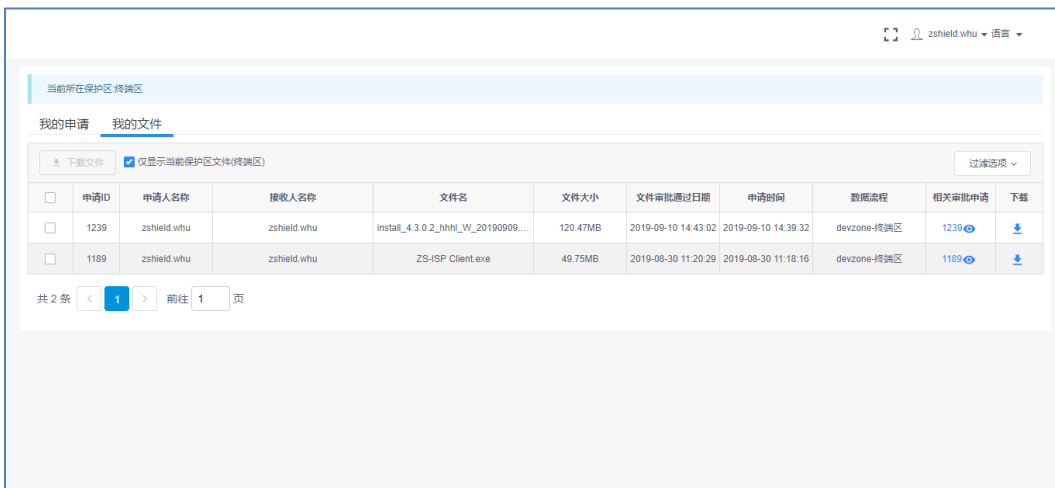 zshield.whu 语言
当前所在保护区:终端区
我的申请 我的文件
下载文件 仅显示当前保护区文件(终端区) 过滤选项
申请ID 申请人名称 接收人名称 文件名 文件大小 文件审批通过日期 申请时间 数据流程 相关审批申请 下载
1239 zshield.whu zshield.whu install_4.3.0.2_hhhl_W_20190909.... 120.47MB 2019-09-10 14:43:02 2019-09-10 14:39:32 devzone-终端区 1239
1189 zshield.whu zshield.whu ZS-ISP Client.exe 49.75MB 2019-08-30 11:20:29 2019-08-30 11:18:16 devzone-终端区 1189
共 2 条 < 1 > 前往 1 页